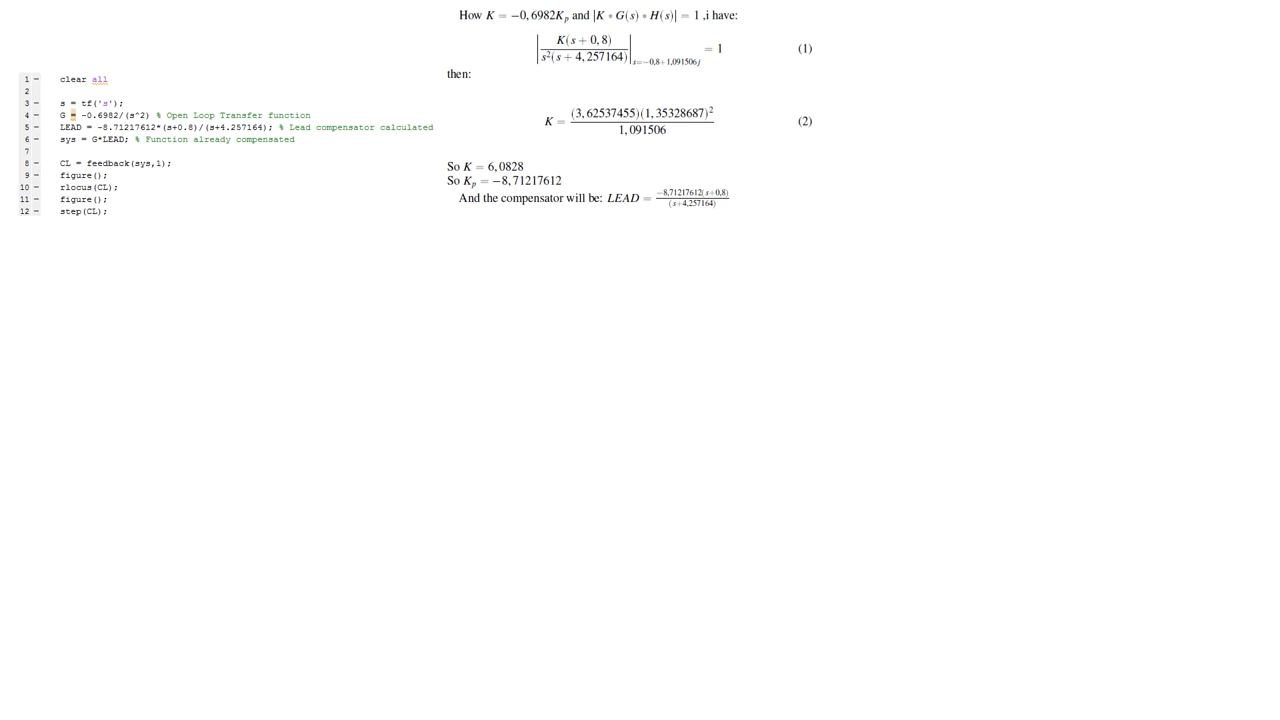 1 - clear all
2
3 - s = tf('s');
4 - G = -0.6982/(s^2) % Open Loop Transfer function
5 - LEAD = -8.71217612*(s+0.8)/(s+4.257164); % Lead compensator calculated
6 - sys = G*LEAD; % Function already compensated
7
8 - CL = feedback(sys,1);
9 - figure();
10 - rlocus(CL);
11 - figure();
12 - step(CL);
How K = −0,6982K_p and |K ∗ G(s) ∗ H(s)| = 1 ,i have:
|K(s+0,8) / s²(s+4,257164)|_{s=−0,8+1,091506j} = 1 (1)
then:
K = (3,62537455)(1,35328687)² / 1,091506 (2)
So K = 6,0828
So K_p = −8,71217612
And the compensator will be: LEAD = −8,71217612(s+0,8) / (s+4,257164)